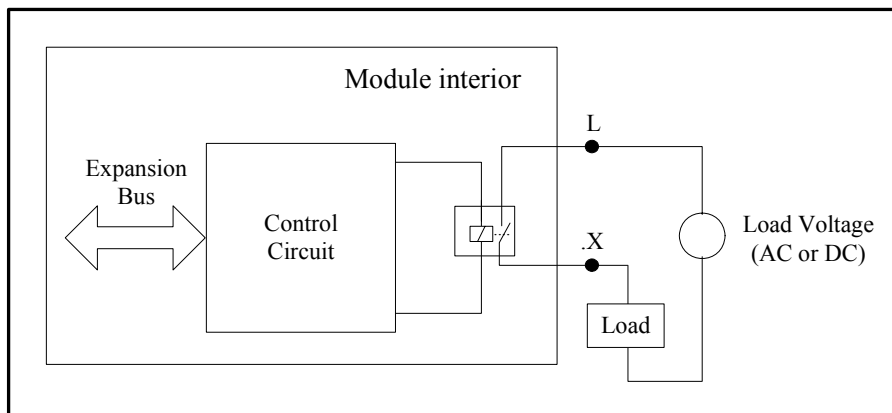 Module interior
L
Expansion
Bus
Control
Circuit
Load Voltage
(AC or DC)
.X
Load